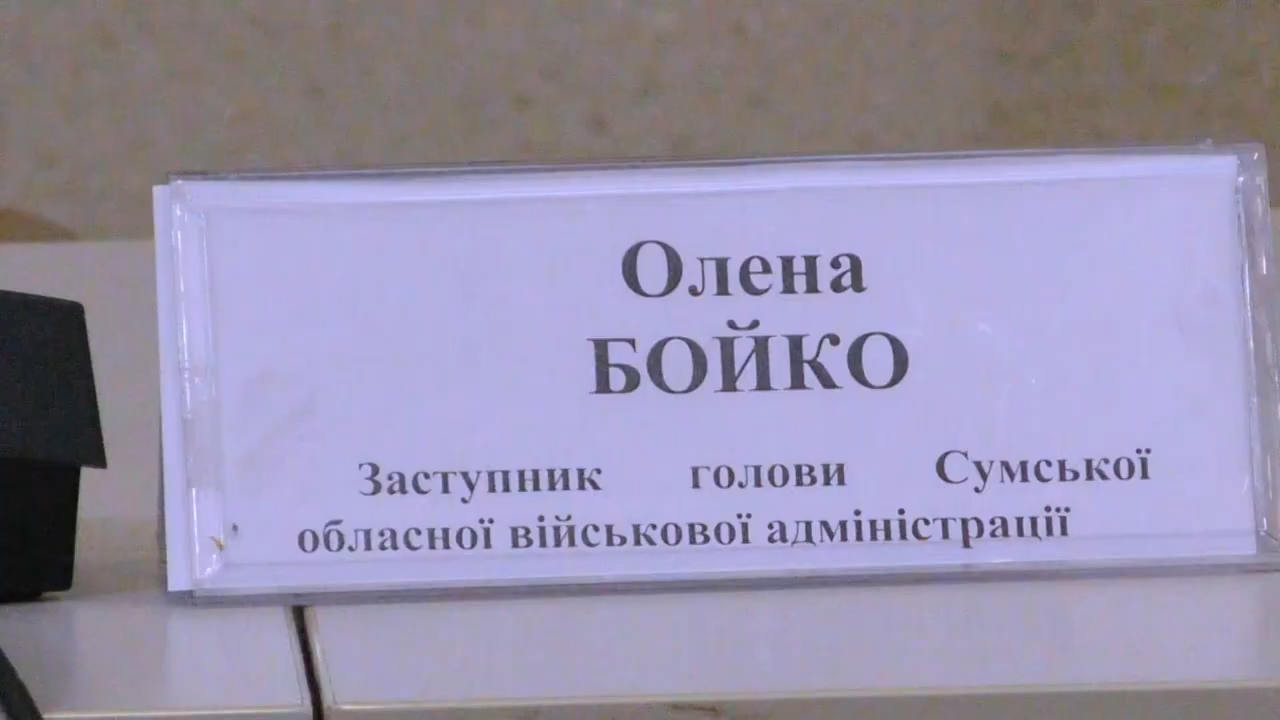 Олена
БОЙКО
Заступник голови Сумської
обласної військової адміністрації